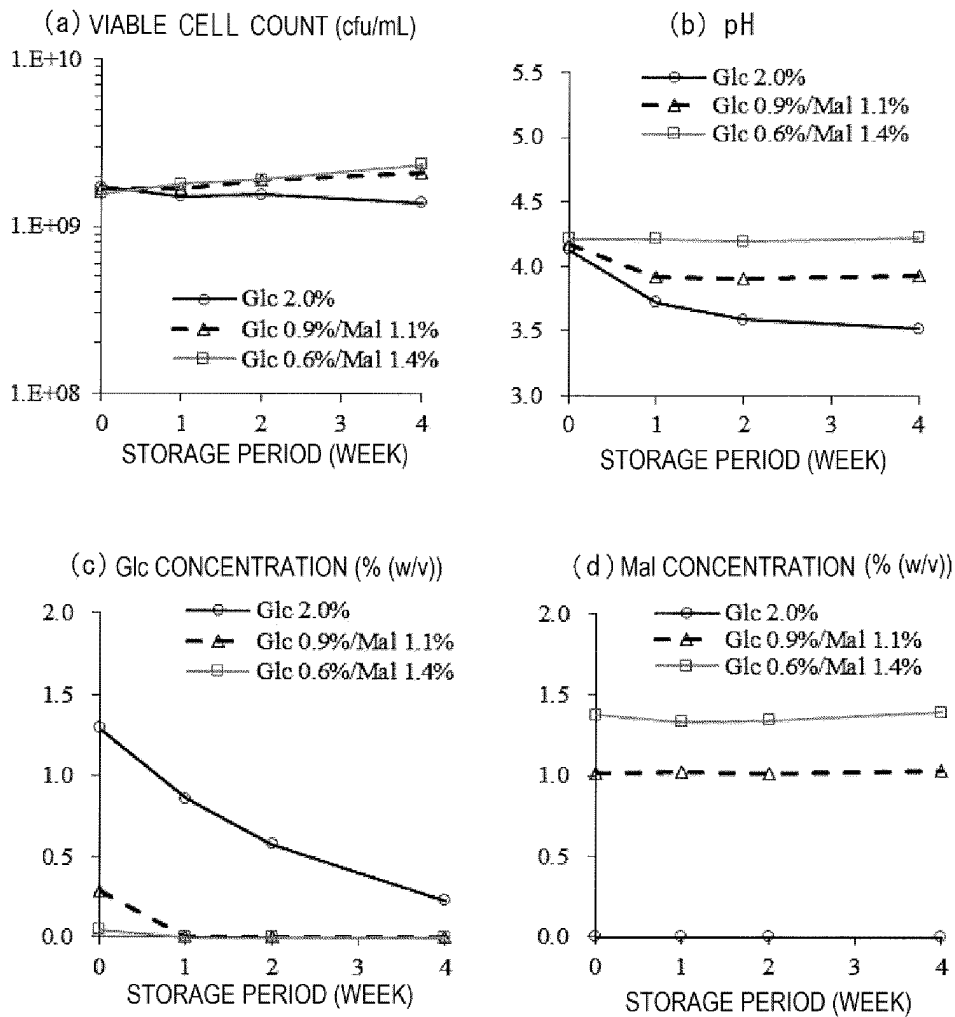 (a) VIABLE CELL COUNT (cfu/mL)
1.E+10
1.E+09
1.E+08
Glc 2.0%
Glc 0.9%/Mal 1.1%
Glc 0.6%/Mal 1.4%
0 1 2 3 4
STORAGE PERIOD (WEEK)
(b) pH
5.5
5.0
4.5
4.0
3.5
3.0
Glc 2.0%
Glc 0.9%/Mal 1.1%
Glc 0.6%/Mal 1.4%
0 1 2 3 4
STORAGE PERIOD (WEEK)
(c) Glc CONCENTRATION (% (w/v))
2.0
1.5
1.0
0.5
0.0
Glc 2.0%
Glc 0.9%/Mal 1.1%
Glc 0.6%/Mal 1.4%
0 1 2 3 4
STORAGE PERIOD (WEEK)
(d) Mal CONCENTRATION (% (w/v))
2.0
1.5
1.0
0.5
0.0
Glc 2.0%
Glc 0.9%/Mal 1.1%
Glc 0.6%/Mal 1.4%
0 1 2 3 4
STORAGE PERIOD (WEEK)